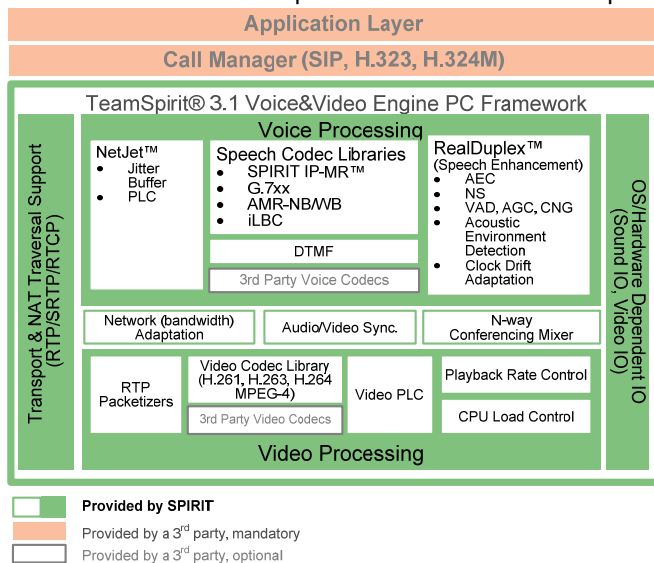 Application Layer
Call Manager (SIP, H.323, H.324M)
TeamSpirit® 3.1 Voice&Video Engine PC Framework
Transport & NAT Traversal Support
(RTP/SRTP/RTCP)
Voice Processing
NetJet™
• Jitter
Buffer
• PLC
Speech Codec Libraries
• SPIRIT IP-MR™
• G.7xx
• AMR-NB/WB
• iLBC
DTMF
3rd Party Voice Codecs
RealDuplex™
(Speech Enhancement)
• AEC
• NS
• VAD, AGC, CNG
• Acoustic
Environment
Detection
• Clock Drift
Adaptation
OS/Hardware Dependent IO
(Sound IO, Video IO)
Network (bandwidth)
Adaptation
Audio/Video Sync.
N-way
Conferencing Mixer
RTP
Packetizers
Video Codec Library
(H.261, H.263, H.264
MPEG-4)
3rd Party Video Codecs
Video PLC
Playback Rate Control
CPU Load Control
Video Processing
Provided by SPIRIT
Provided by a 3rd party, mandatory
Provided by a 3rd party, optional